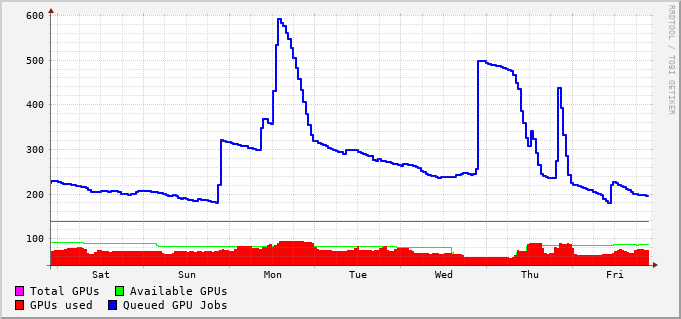 600
500
400
300
200
100
Sat Sun Mon Tue Wed Thu Fri
Total GPUs Available GPUs
GPUs used Queued GPU Jobs
RRDTOOL / TOBI OETIKER